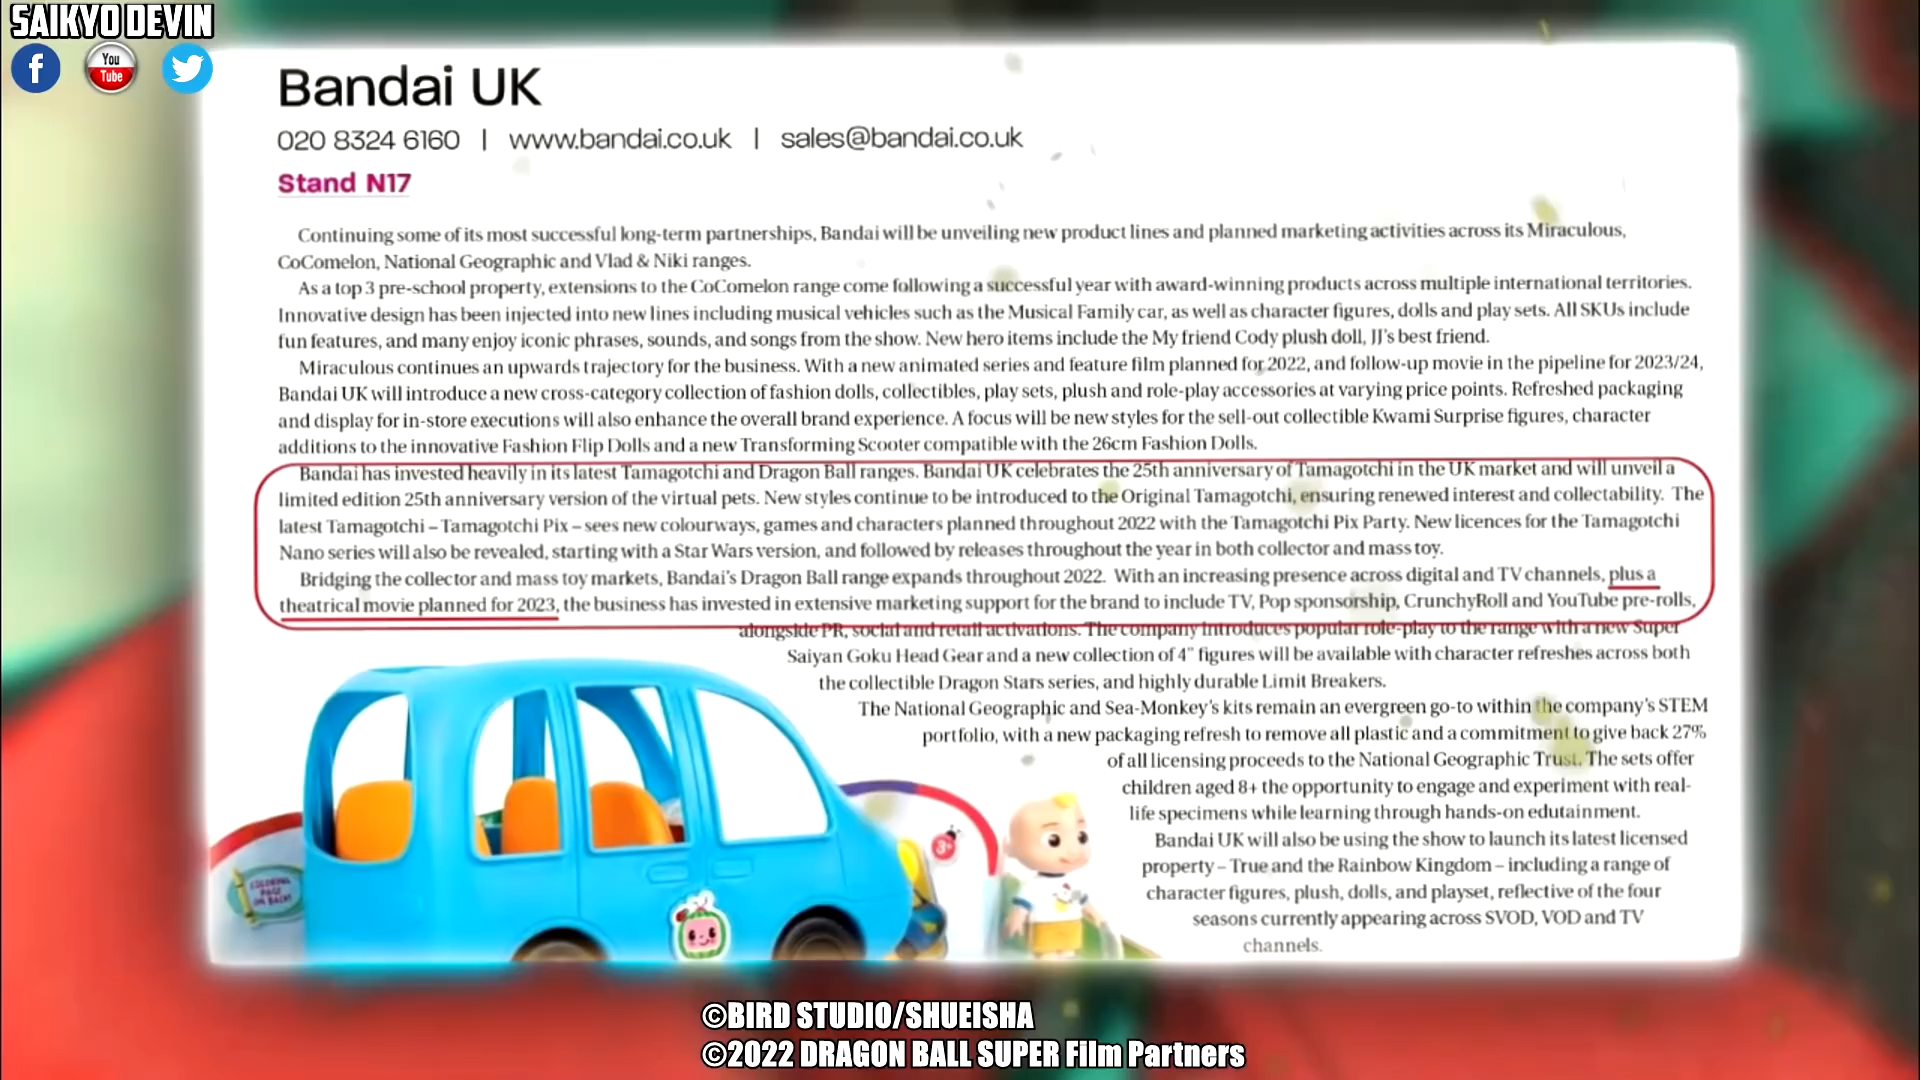 SAIKYO DEVIN
f
You
Tube
Bandai UK
020 8324 6160 | www.bandai.co.uk | sales@bandai.co.uk
Stand N17
Continuing some of its most successful long-term partnerships, Bandai will be unveiling new product lines and planned marketing activities across its Miraculous,
CoComelon, National Geographic and Vlad & Niki ranges.
As a top 3 pre-school property, extensions to the CoComelon range come following a successful year with award-winning products across multiple international territories.
Innovative design has been injected into new lines including musical vehicles such as the Musical Family car, as well as character figures, dolls and play sets. All SKUs include
fun features, and many enjoy iconic phrases, sounds, and songs from the show. New hero items include the My friend Cody plush doll, JJ's best friend.
Miraculous continues an upwards trajectory for the business. With a new animated series and feature film planned for 2022, and follow-up movie in the pipeline for 2023/24,
Bandai UK will introduce a new cross-category collection of fashion dolls, collectibles, play sets, plush and role-play accessories at varying price points. Refreshed packaging
and display for in-store executions will also enhance the overall brand experience. A focus will be new styles for the sell-out collectible Kwami Surprise figures, character
additions to the innovative Fashion Flip Dolls and a new Transforming Scooter compatible with the 26cm Fashion Dolls.
Bandai has invested heavily in its latest Tamagotchi and Dragon Ball ranges. Bandai UK celebrates the 25th anniversary of Tamagotchi in the UK market and will unveil a
limited edition 25th anniversary version of the virtual pets. New styles continue to be introduced to the Original Tamagotchi, ensuring renewed interest and collectability. The
latest Tamagotchi – Tamagotchi Pix – sees new colourways, games and characters planned throughout 2022 with the Tamagotchi Pix Party. New licences for the Tamagotchi
Nano series will also be revealed, starting with a Star Wars version, and followed by releases throughout the year in both collector and mass toy.
Bridging the collector and mass toy markets, Bandai's Dragon Ball range expands throughout 2022. With an increasing presence across digital and TV channels, plus a
theatrical movie planned for 2023, the business has invested in extensive marketing support for the brand to include TV, Pop sponsorship, CrunchyRoll and YouTube pre-rolls,
alongside PR, social and retail activations. The company introduces popular role-play to the range with a new Super
Saiyan Goku Head Gear and a new collection of 4" figures will be available with character refreshes across both
the collectible Dragon Stars series, and highly durable Limit Breakers.
The National Geographic and Sea-Monkey's kits remain an evergreen go-to within the company's STEM
portfolio, with a new packaging refresh to remove all plastic and a commitment to give back 27%
of all licensing proceeds to the National Geographic Trust. The sets offer
children aged 8+ the opportunity to engage and experiment with real-
life specimens while learning through hands-on edutainment.
Bandai UK will also be using the show to launch its latest licensed
property – True and the Rainbow Kingdom – including a range of
character figures, plush, dolls, and playset, reflective of the four
seasons currently appearing across SVOD, VOD and TV
channels.
COLORING
PAGE
ON BACK!
3+
©BIRD STUDIO/SHUEISHA
©2022 DRAGON BALL SUPER Film Partners